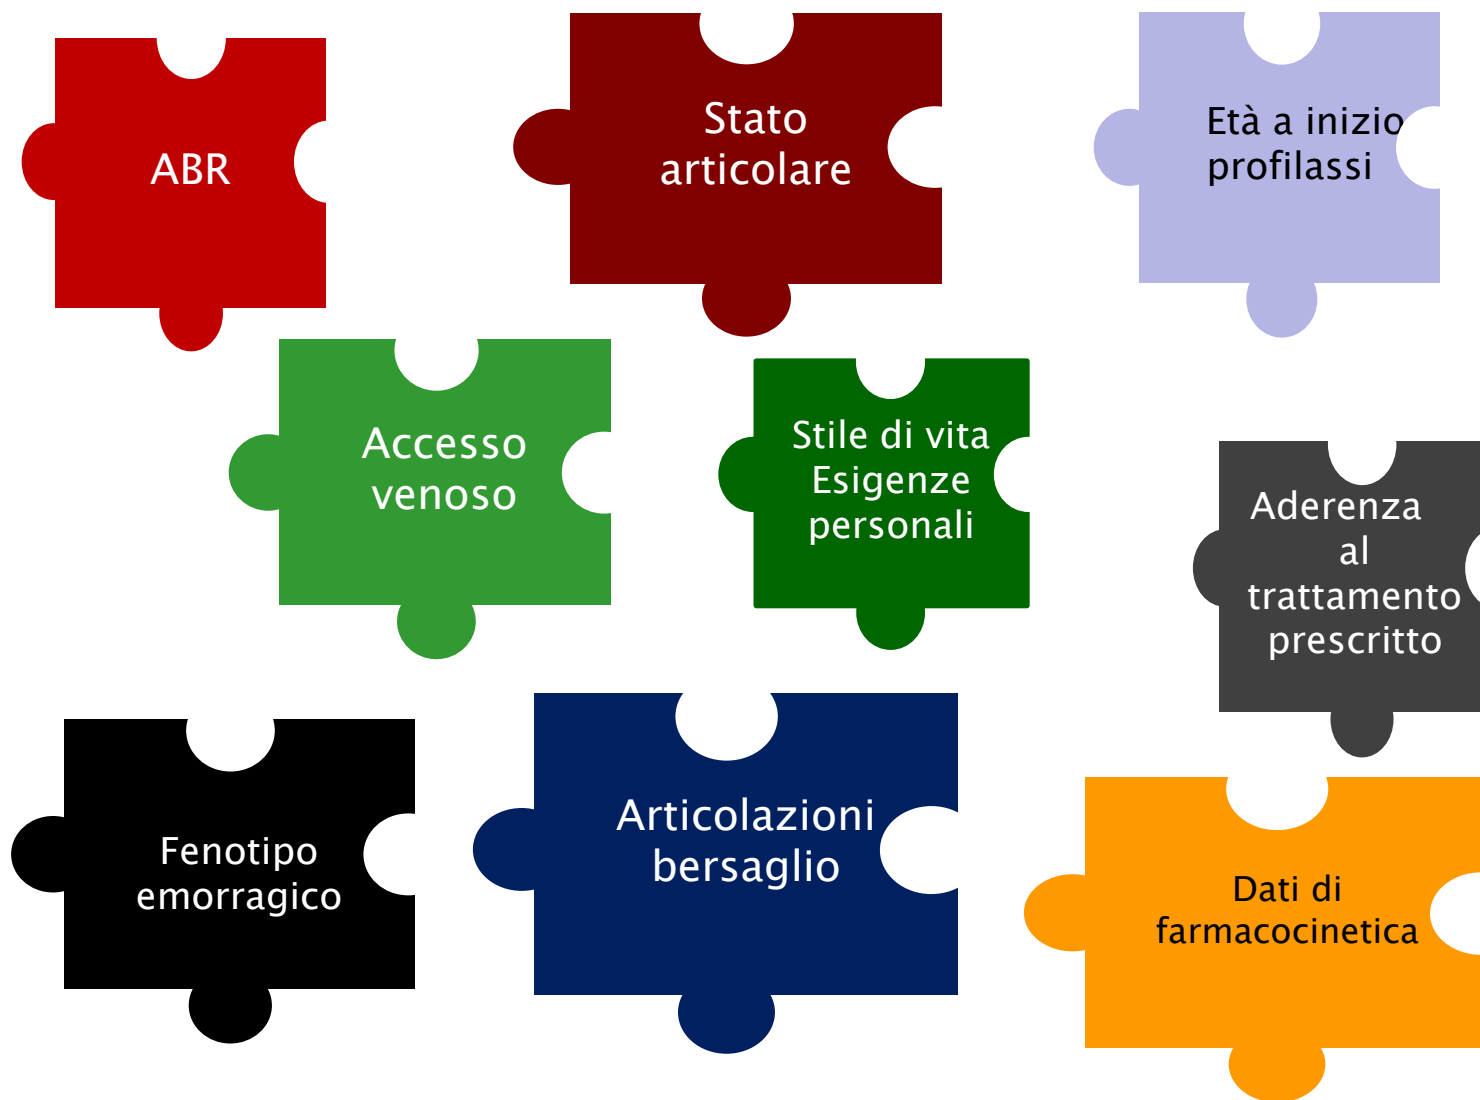 ABR
Stato
articolare
Età a inizio
profilassi
Accesso
venoso
Stile di vita
Esigenze
personali
Aderenza
al
trattamento
prescritto
Fenotipo
emorragico
Articolazioni
bersaglio
Dati di
farmacocinetica